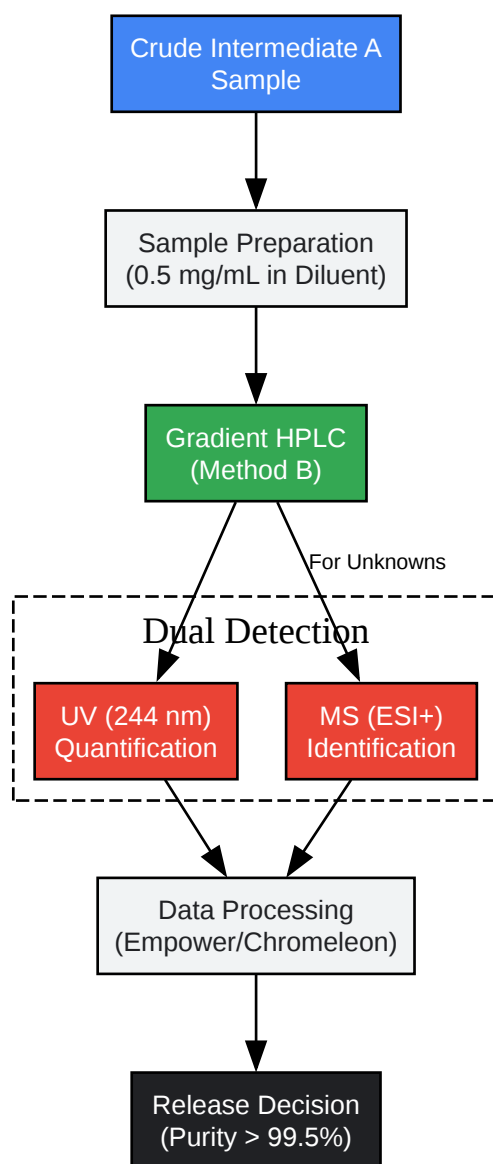 Crude Intermediate A
Sample
Sample Preparation
(0.5 mg/mL in Diluent)
Gradient HPLC
(Method B)
For Unknowns
Dual Detection
UV (244 nm)
Quantification
MS (ESI+)
Identification
Data Processing
(Empower/Chromeleon)
Release Decision
(Purity > 99.5%)